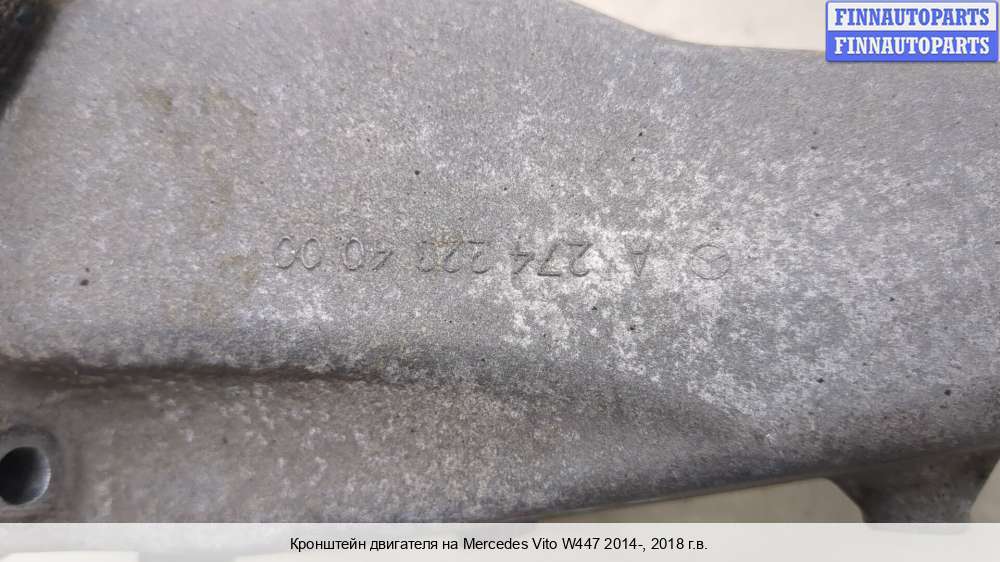 FINNAUTOPARTS
FINNAUTOPARTS
A 274 223 40 00
Кронштейн двигателя на Mercedes Vito W447 2014-, 2018 г.в.